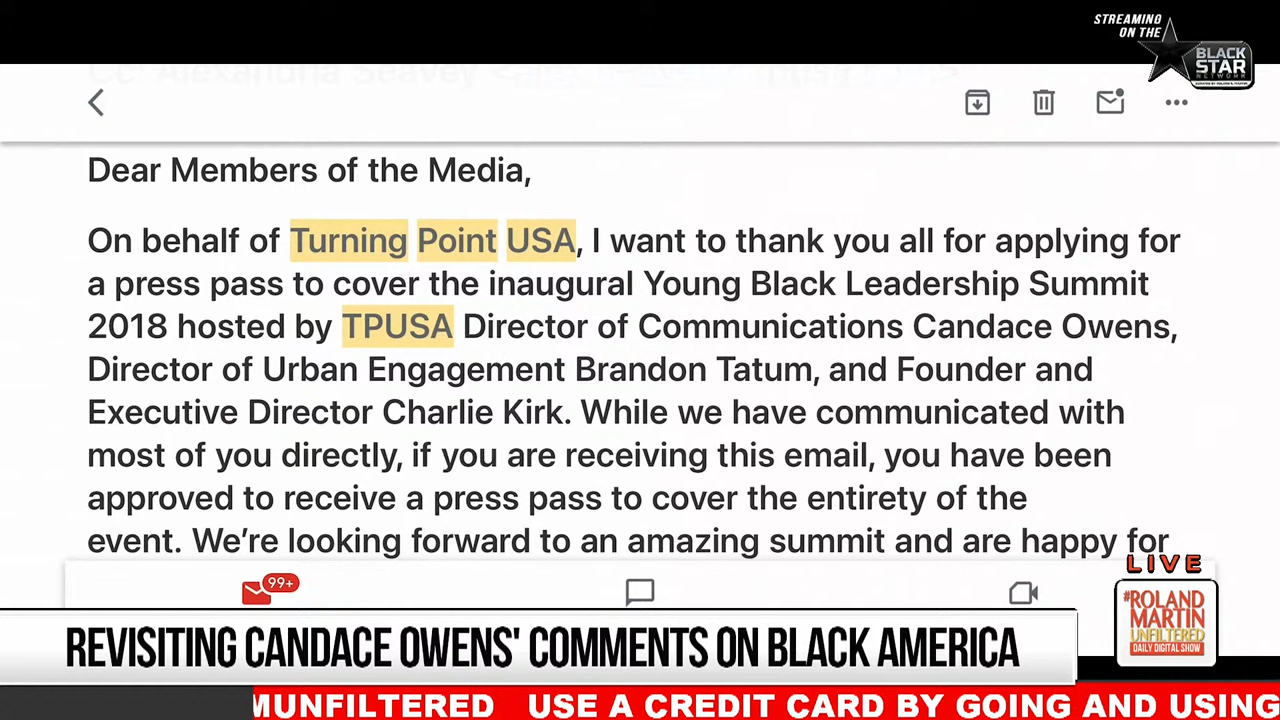 STREAMING
ON THE
BLACK
STAR
NETWORK
Cc: Alexandria Seavey
Dear Members of the Media,
On behalf of Turning Point USA, I want to thank you all for applying for
a press pass to cover the inaugural Young Black Leadership Summit
2018 hosted by TPUSA Director of Communications Candace Owens,
Director of Urban Engagement Brandon Tatum, and Founder and
Executive Director Charlie Kirk. While we have communicated with
most of you directly, if you are receiving this email, you have been
approved to receive a press pass to cover the entirety of the
event. We’re looking forward to an amazing summit and are happy for
99+
LIVE
#ROLAND
MARTIN
UNFILTERED
DAILY DIGITAL SHOW
REVISITING CANDACE OWENS' COMMENTS ON BLACK AMERICA
MUNFILTERED USE A CREDIT CARD BY GOING AND USING